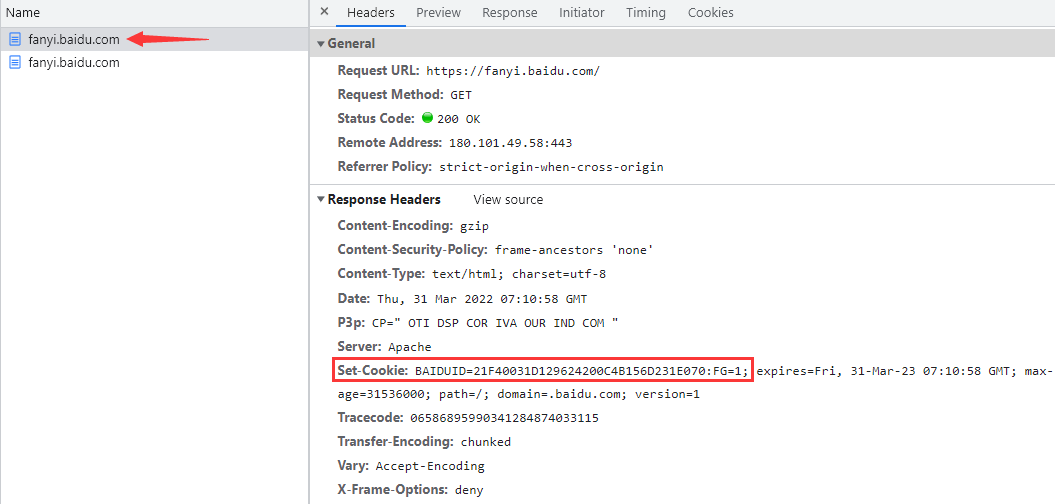 Name
fanyi.baidu.com
fanyi.baidu.com
× Headers Preview Response Initiator Timing Cookies
General
Request URL: https://fanyi.baidu.com/
Request Method: GET
Status Code: 200 OK
Remote Address: 180.101.49.58:443
Referrer Policy: strict-origin-when-cross-origin
Response Headers View source
Content-Encoding: gzip
Content-Security-Policy: frame-ancestors 'none'
Content-Type: text/html; charset=utf-8
Date: Thu, 31 Mar 2022 07:10:58 GMT
P3p: CP=" OTI DSP COR IVA OUR IND COM "
Server: Apache
Set-Cookie: BAIDUID=21F40031D129624200C4B156D231E070:FG=1; expires=Fri, 31-Mar-23 07:10:58 GMT; max-
age=31536000; path=/; domain=.baidu.com; version=1
Tracecode: 06586895990341284874033115
Transfer-Encoding: chunked
Vary: Accept-Encoding
X-Frame-Options: deny